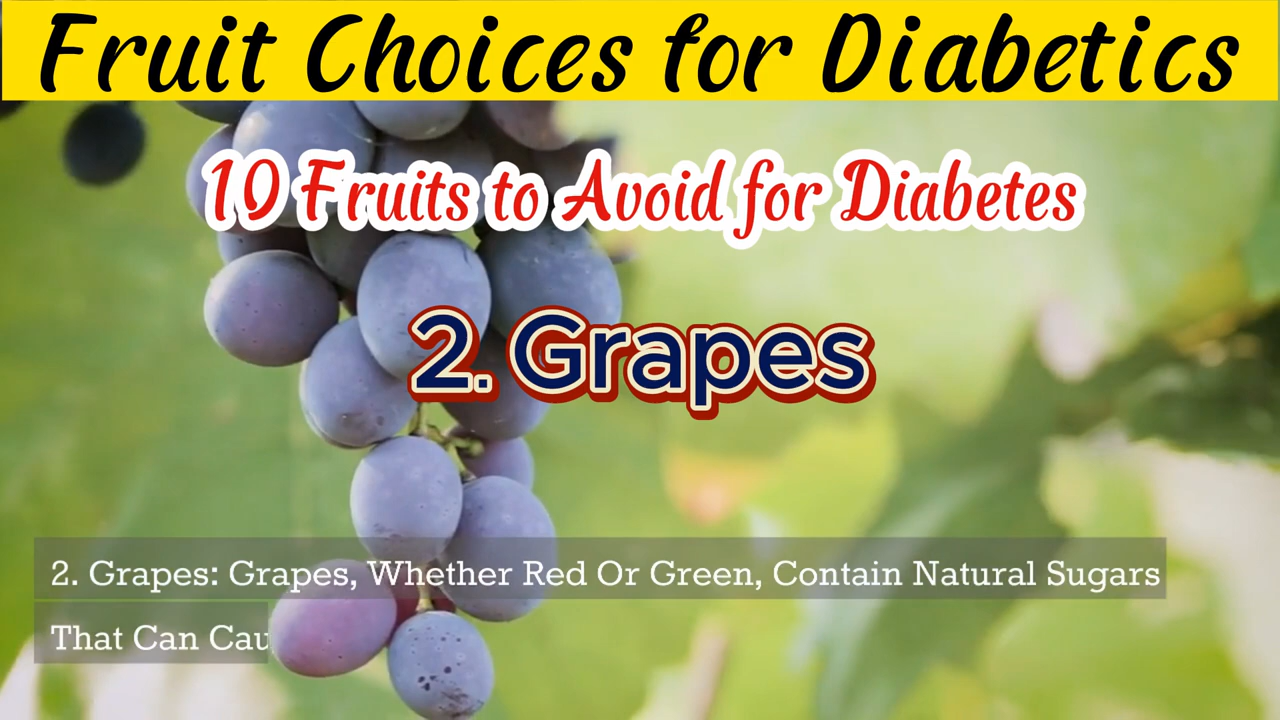 Fruit Choices for Diabetics
10 Fruits to Avoid for Diabetes
2. Grapes
2. Grapes: Grapes, Whether Red Or Green, Contain Natural Sugars
That Can Cau